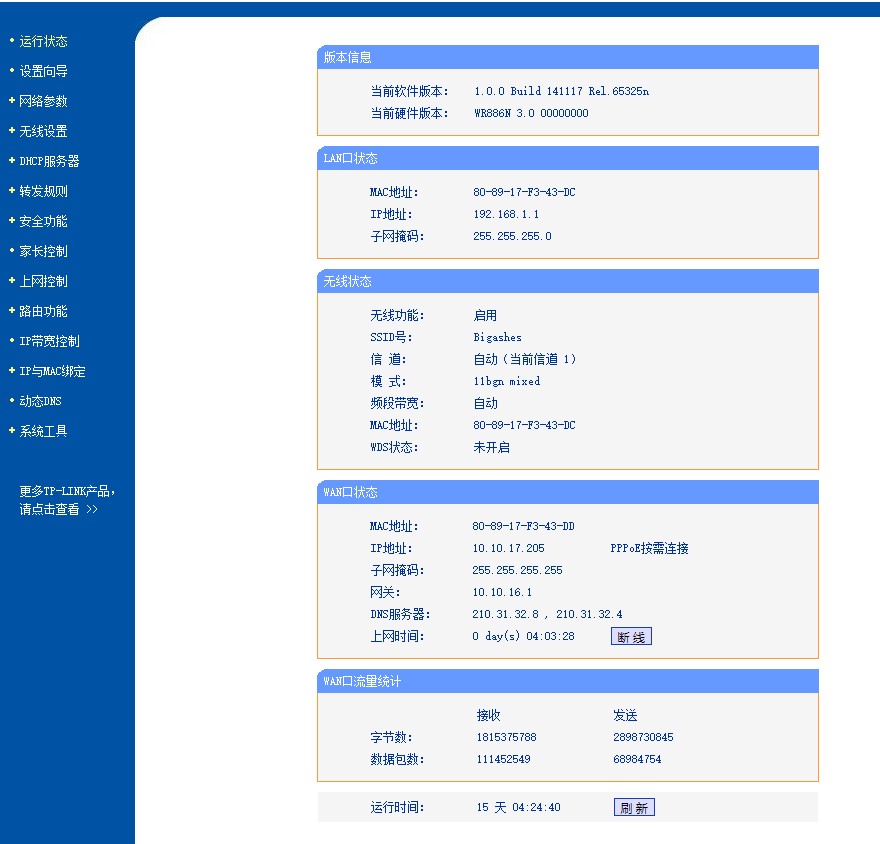 运行状态
设置向导
网络参数
无线设置
DHCP服务器
转发规则
安全功能
家长控制
上网控制
路由功能
IP带宽控制
IP与MAC绑定
动态DNS
系统工具
更多TP-LINK产品，
请点击查看 >>
版本信息
当前软件版本： 1.0.0 Build 141117 Rel.65325n
当前硬件版本： WR886N 3.0 00000000
LAN口状态
MAC地址： 80-89-17-F3-43-DC
IP地址： 192.168.1.1
子网掩码： 255.255.255.0
无线状态
无线功能： 启用
SSID号： Bigashes
信 道： 自动（当前信道 1）
模 式： 11bgn mixed
频段带宽： 自动
MAC地址： 80-89-17-F3-43-DC
WDS状态： 未开启
WAN口状态
MAC地址： 80-89-17-F3-43-DD
IP地址： 10.10.17.205 PPPoE按需连接
子网掩码： 255.255.255.255
网关： 10.10.16.1
DNS服务器： 210.31.32.8 , 210.31.32.4
上网时间： 0 day(s) 04:03:28 断 线
WAN口流量统计
接收 发送
字节数： 1815375788 2898730845
数据包数： 111452549 68984754
运行时间： 15 天 04:24:40 刷 新